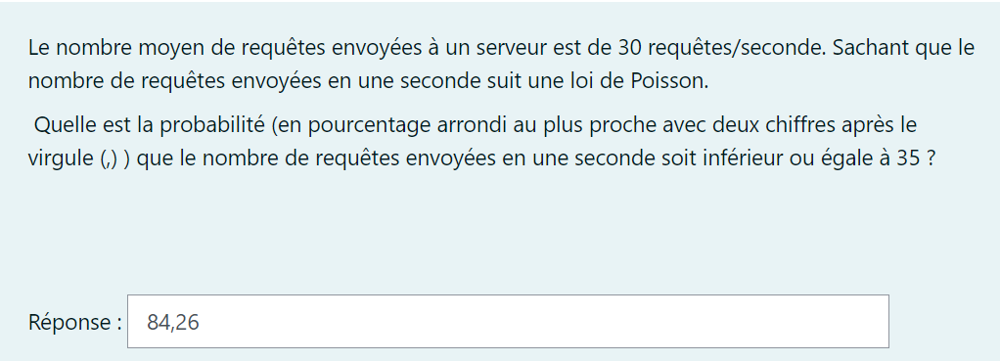 Le nombre moyen de requêtes envoyées à un serveur est de 30 requêtes/seconde. Sachant que le
nombre de requêtes envoyées en une seconde suit une loi de Poisson.
Quelle est la probabilité (en pourcentage arrondi au plus proche avec deux chiffres après le
virgule (,) ) que le nombre de requêtes envoyées en une seconde soit inférieur ou égale à 35 ?
Réponse : 84,26